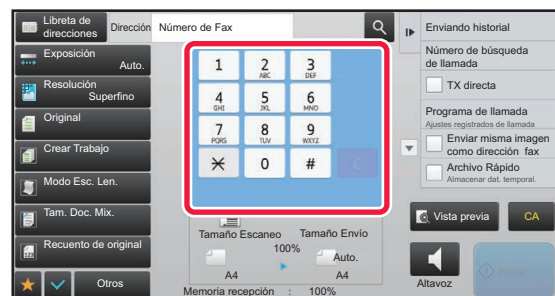 Libreta de
direcciones
Dirección
Número de Fax
Exposición
Auto.
Resolución
Superfino
Original
Crear Trabajo
Modo Esc. Len.
Tam. Doc. Mix.
Recuento de original
Otros
1
2
ABC
3
DEF
4
GHI
5
JKL
6
MNO
7
PQRS
8
TUV
9
WXYZ
0
#
C
Tamaño Escaneo
Tamaño Envío
100%
Auto.
A4
A4
Memoria recepción : 100%
Enviando historial
Número de búsqueda
de llamada
TX directa
Programa de llamada
Ajustes registrados de llamada
Enviar misma imagen
como dirección fax
Archivo Rápido
Almacenar dat. temporal.
Vista previa
CA
Altavoz